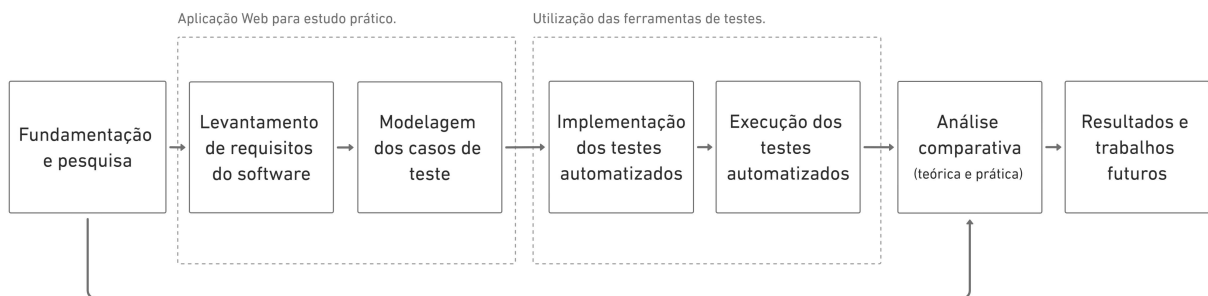 Aplicação Web para estudo prático.
Utilização das ferramentas de testes.
Fundamentação
e pesquisa
Levantamento
de requisitos
do software
Modelagem
dos casos de
teste
Implementação
dos testes
automatizados
Execução dos
testes
automatizados
Análise
comparativa
(teórica e prática)
Resultados e
trabalhos
futuros